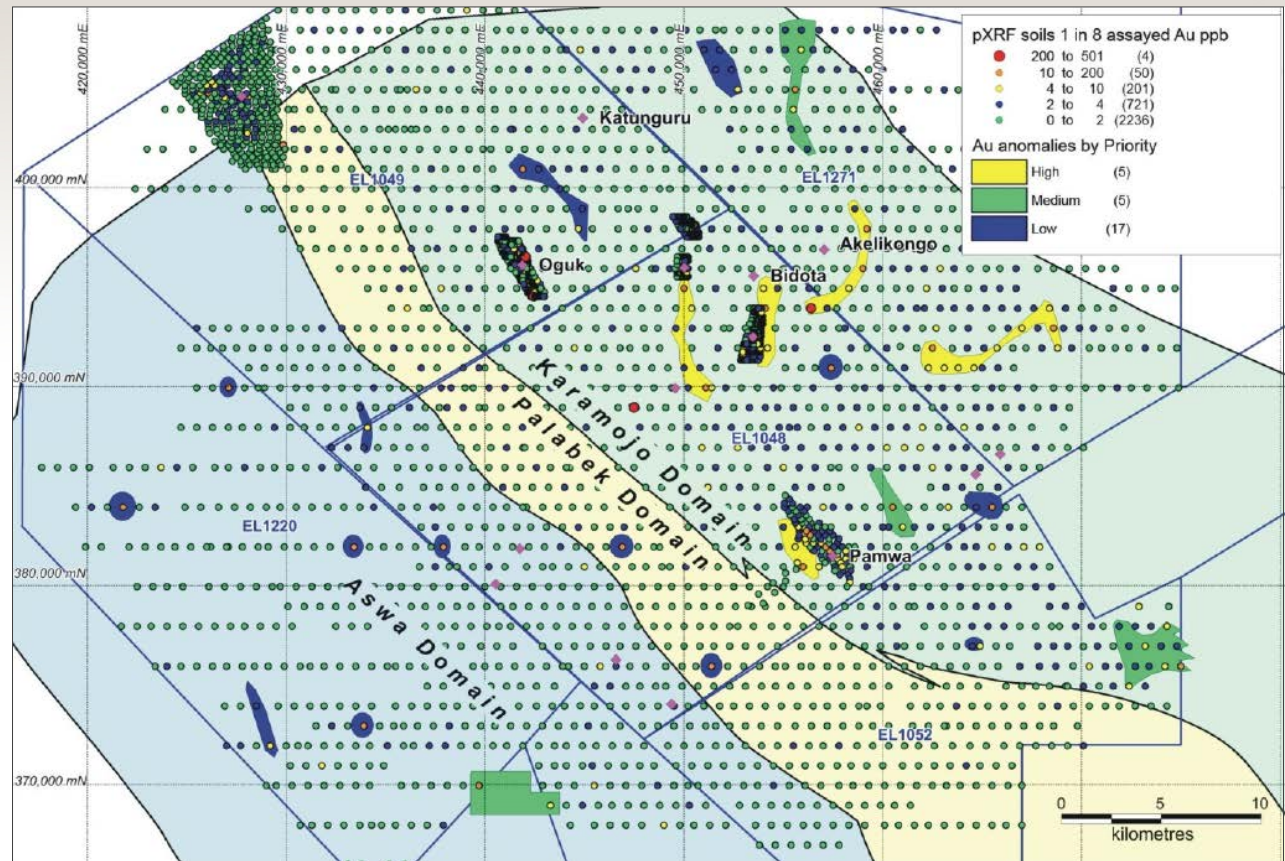 420,000 mE
430,000 mE
440,000 mE
450,000 mE
460,000 mE
pXRF soils 1 in 8 assayed Au ppb
200 to 501 (4)
10 to 200 (50)
4 to 10 (201)
2 to 4 (721)
0 to 2 (2236)
Au anomalies by Priority
High (5)
Medium (5)
Low (17)
Katunguru
400,000 mN
EL1049
EL1271
Akelikongo
Oguk
Bidota
390,000 mN
Karamojo Domain
Palabek Domain
EL1048
EL1220
Pamwa
380,000 mN
Aswa Domain
EL1052
370,000 mN
0 5 10
kilometres